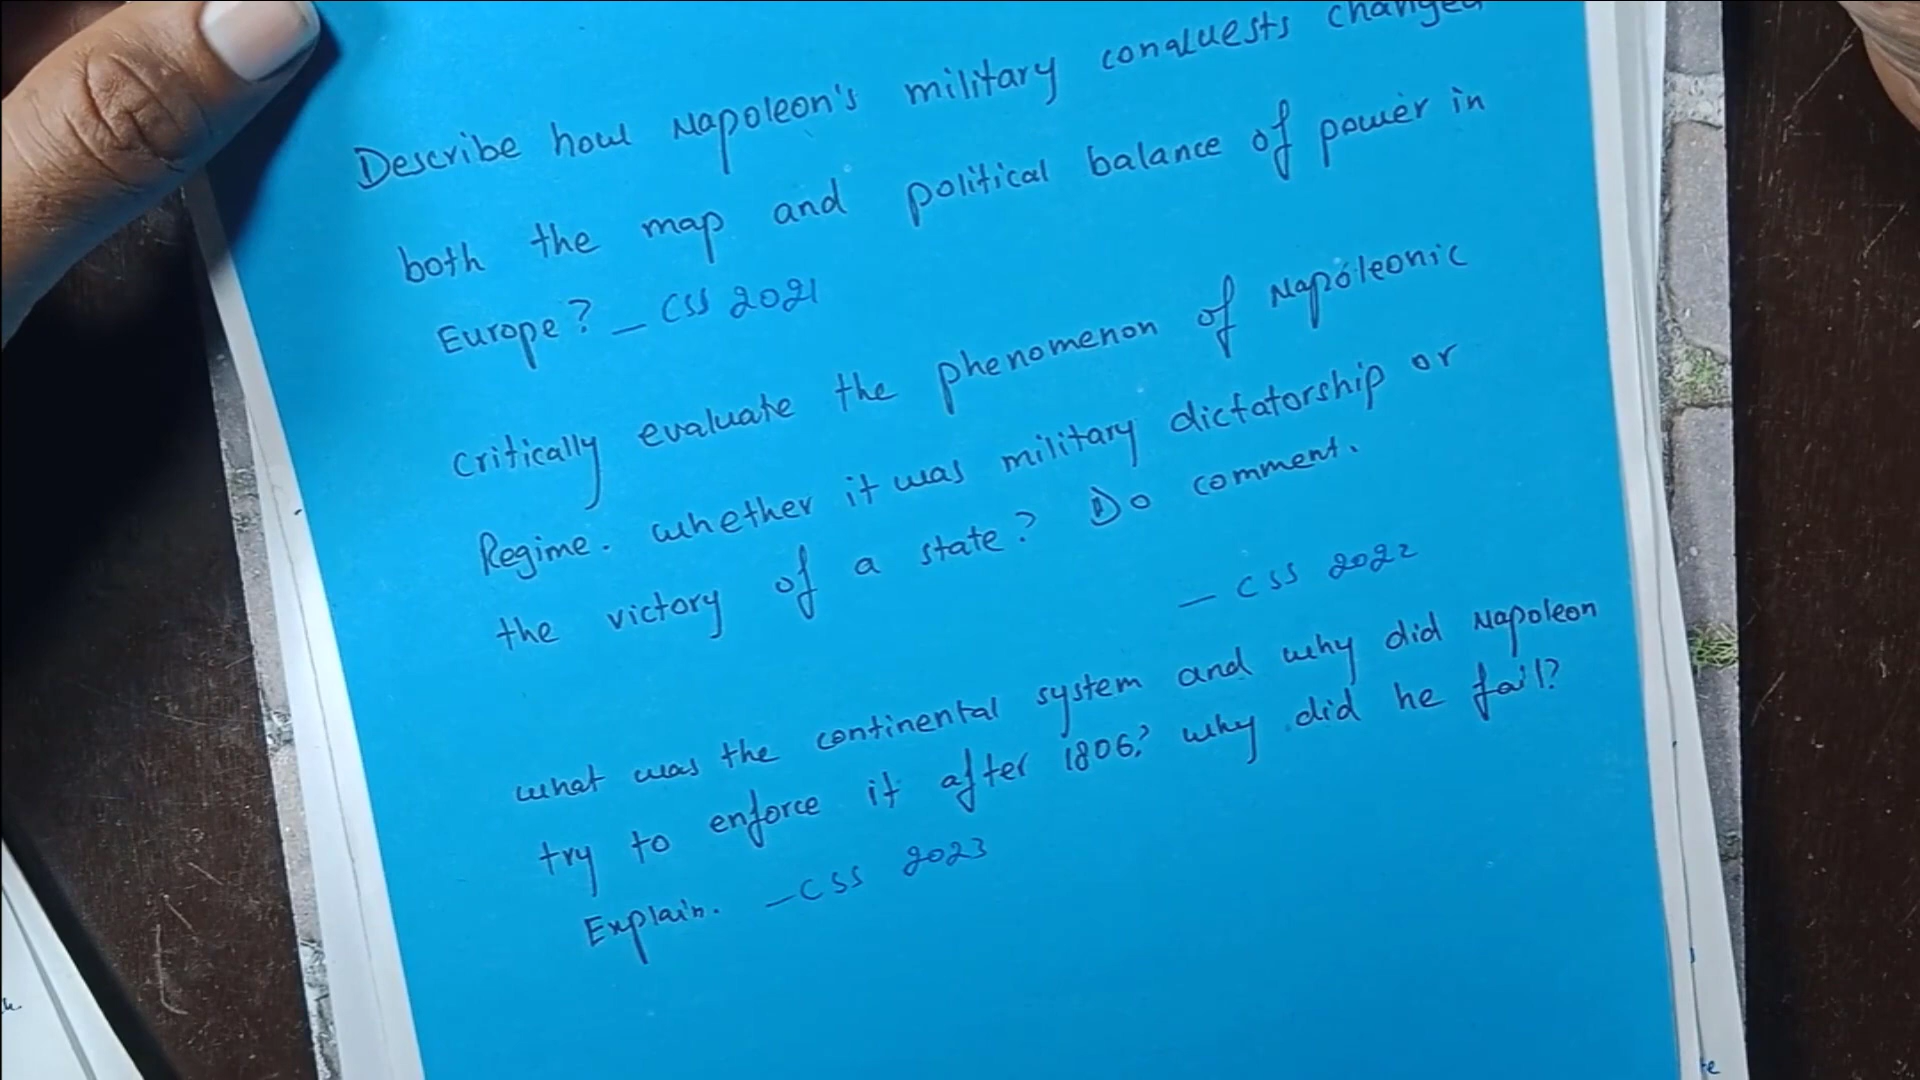 Describe how Napoleon's military conquests changed
both the map and political balance of power in
Europe? _ CSS 2021
critically evaluate the phenomenon of Napoleonic
Regime. whether it was military dictatorship or
the victory of a state? Do comment.
_ CSS 2022
what was the continental system and why did Napoleon
try to enforce it after 1806? why did he fail?
Explain. _CSS 2023